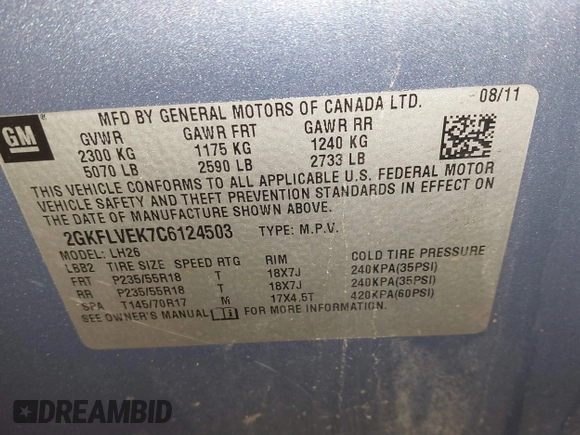 MFD BY GENERAL MOTORS OF CANADA LTD. 08/11
GM
GVWR GAWR FRT GAWR RR
2300 KG 1175 KG 1240 KG
5070 LB 2590 LB 2733 LB
THIS VEHICLE CONFORMS TO ALL APPLICABLE U.S. FEDERAL MOTOR
VEHICLE SAFETY AND THEFT PREVENTION STANDARDS IN EFFECT ON
THE DATE OF MANUFACTURE SHOWN ABOVE.
2GKFLVEK7C6124503 TYPE: M.P.V.
MODEL: LH26
LBB2 TIRE SIZE SPEED RTG RIM COLD TIRE PRESSURE
FRT P235/55R18 T 18X7J 240KPA(35PSI)
RR P235/55R18 T 18X7J 240KPA(35PSI)
SPA T145/70R17 M 17X4.5T 420KPA(60PSI)
SEE OWNER'S MANUAL FOR MORE INFORMATION.
DREAMBID